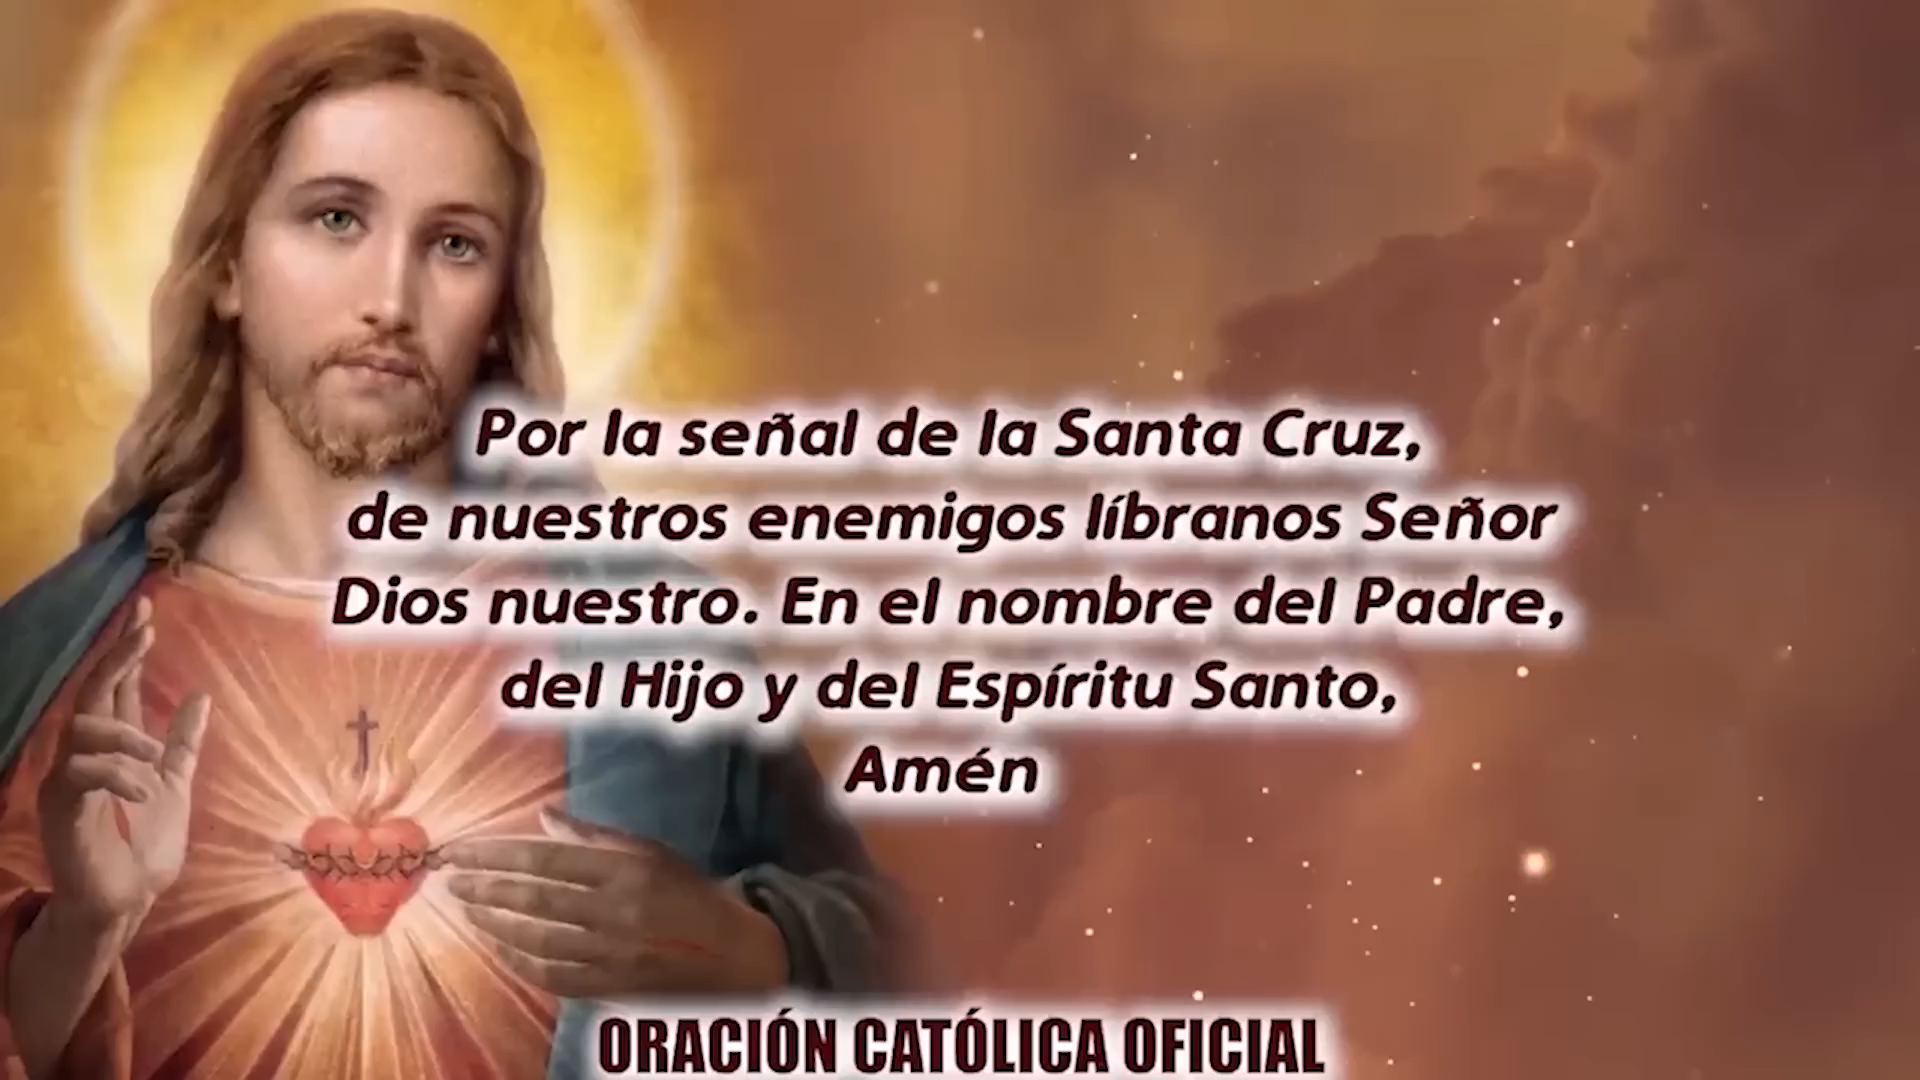 Por la señal de la Santa Cruz,
de nuestros enemigos líbranos Señor
Dios nuestro. En el nombre del Padre,
del Hijo y del Espíritu Santo,
Amén
ORACIÓN CATÓLICA OFICIAL